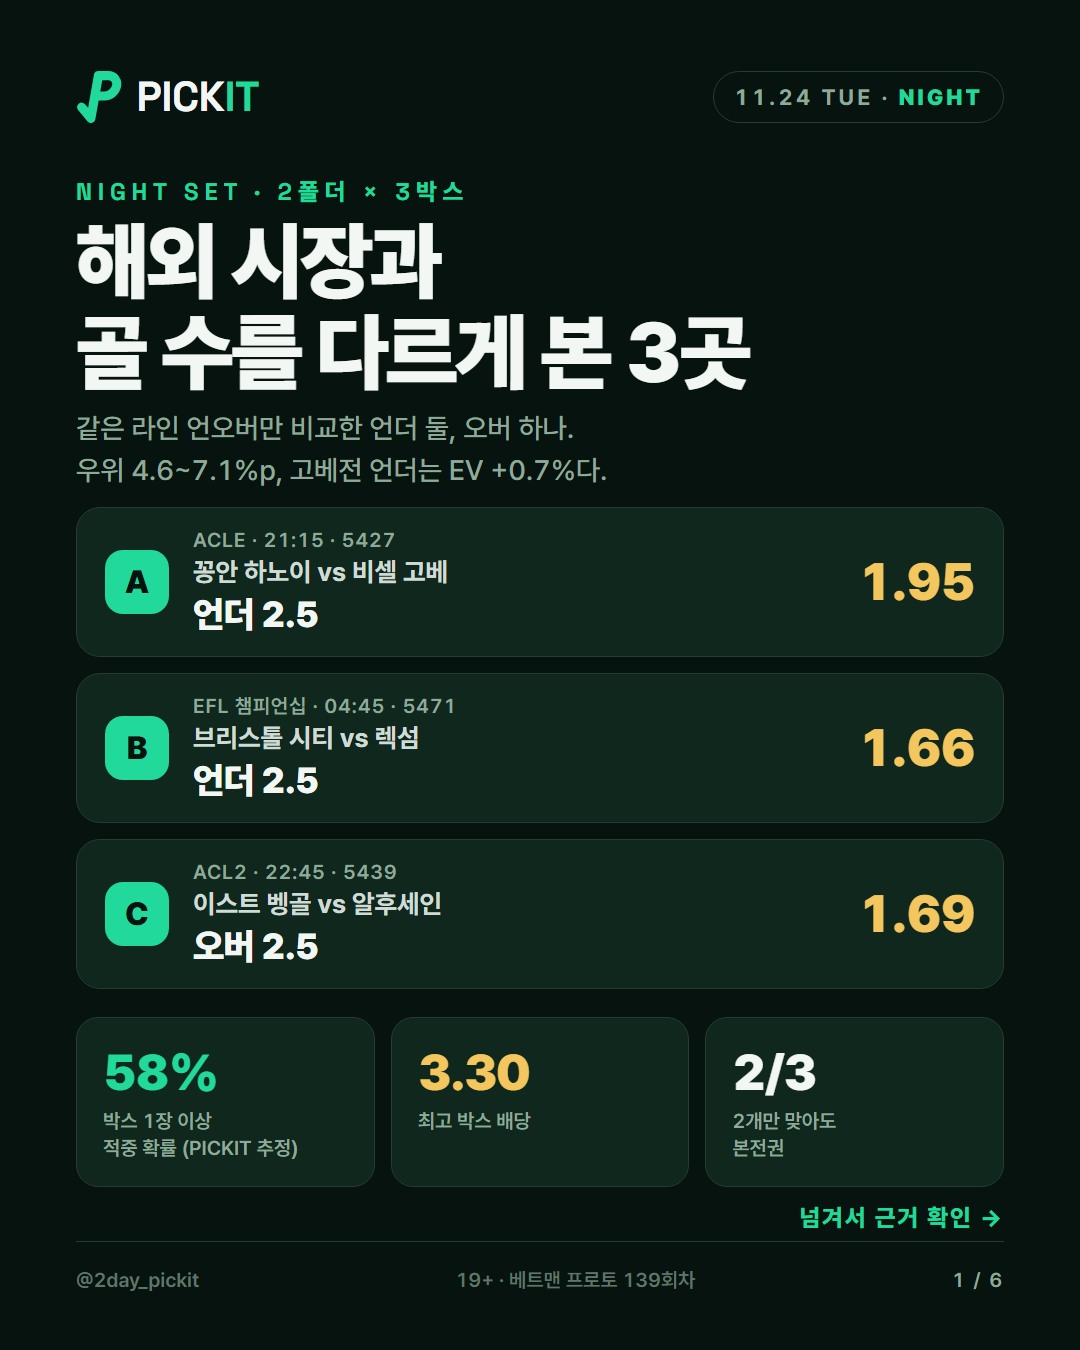 PICKIT
11.24 TUE · NIGHT
NIGHT SET · 2폴더 × 3박스
해외 시장과
골 수를 다르게 본 3곳
같은 라인 언오버만 비교한 언더 둘, 오버 하나.
우위 4.6~7.1%p, 고베전 언더는 EV +0.7%다.
A
ACLE · 21:15 · 5427
꽁안 하노이 vs 비셀 고베
언더 2.5
1.95
B
EFL 챔피언십 · 04:45 · 5471
브리스톨 시티 vs 렉섬
언더 2.5
1.66
C
ACL2 · 22:45 · 5439
이스트 벵골 vs 알후세인
오버 2.5
1.69
58%
박스 1장 이상
적중 확률 (PICKIT 추정)
3.30
최고 박스 배당
2/3
2개만 맞아도
본전권
넘겨서 근거 확인 →
@2day_pickit
19+ · 베트맨 프로토 139회차
1 / 6